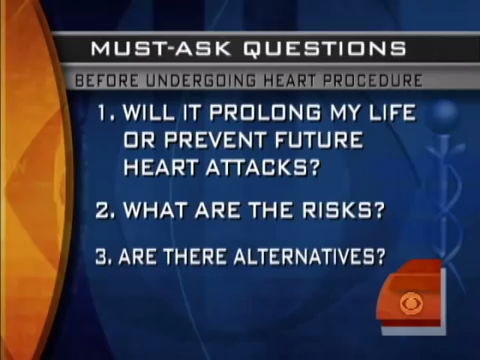 MUST-ASK QUESTIONS
BEFORE UNDERGOING HEART PROCEDURE
1. WILL IT PROLONG MY LIFE
OR PREVENT FUTURE
HEART ATTACKS?
2. WHAT ARE THE RISKS?
3. ARE THERE ALTERNATIVES?